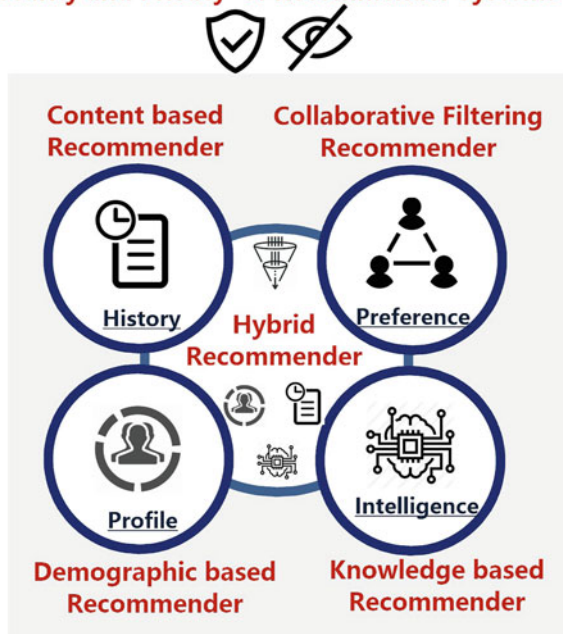 Content based
Recommender
Collaborative Filtering
Recommender
History
Preference
Hybrid
Recommender
Profile
Intelligence
Demographic based
Recommender
Knowledge based
Recommender